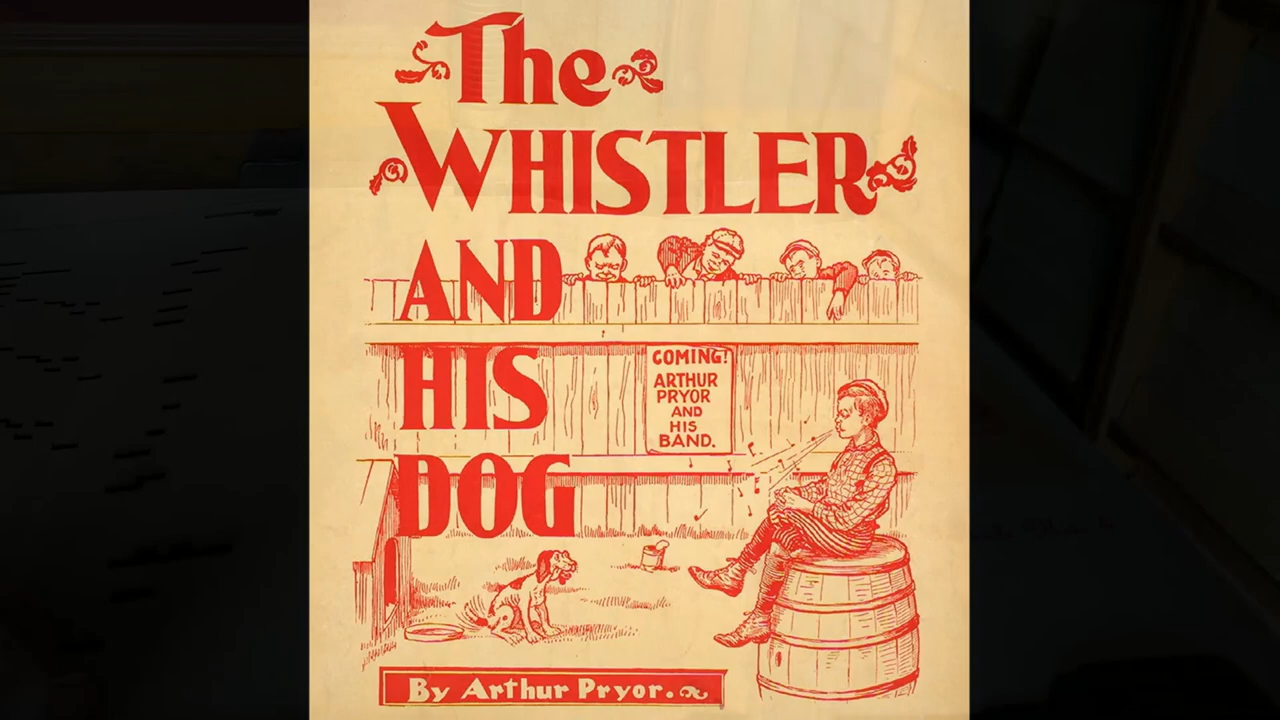 The
WHISTLER
AND
HIS
DOG
COMING!
ARTHUR
PRYOR
AND
HIS
BAND.
By Arthur Pryor.